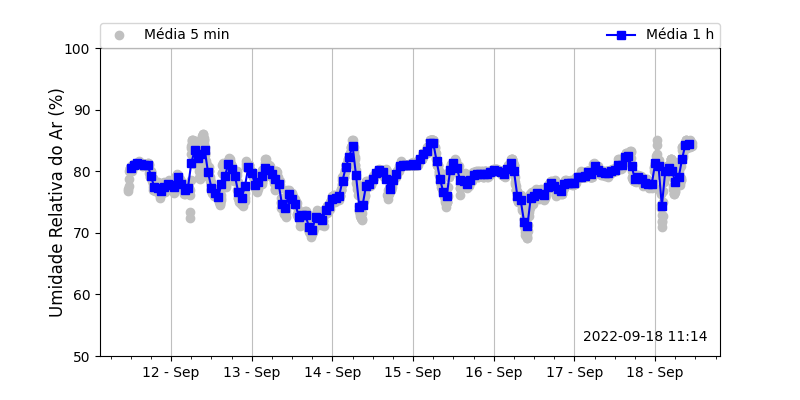 Média 5 min
Média 1 h
Umidade Relativa do Ar (%)
100
90
80
70
60
50
2022-09-18 11:14
12 - Sep
13 - Sep
14 - Sep
15 - Sep
16 - Sep
17 - Sep
18 - Sep